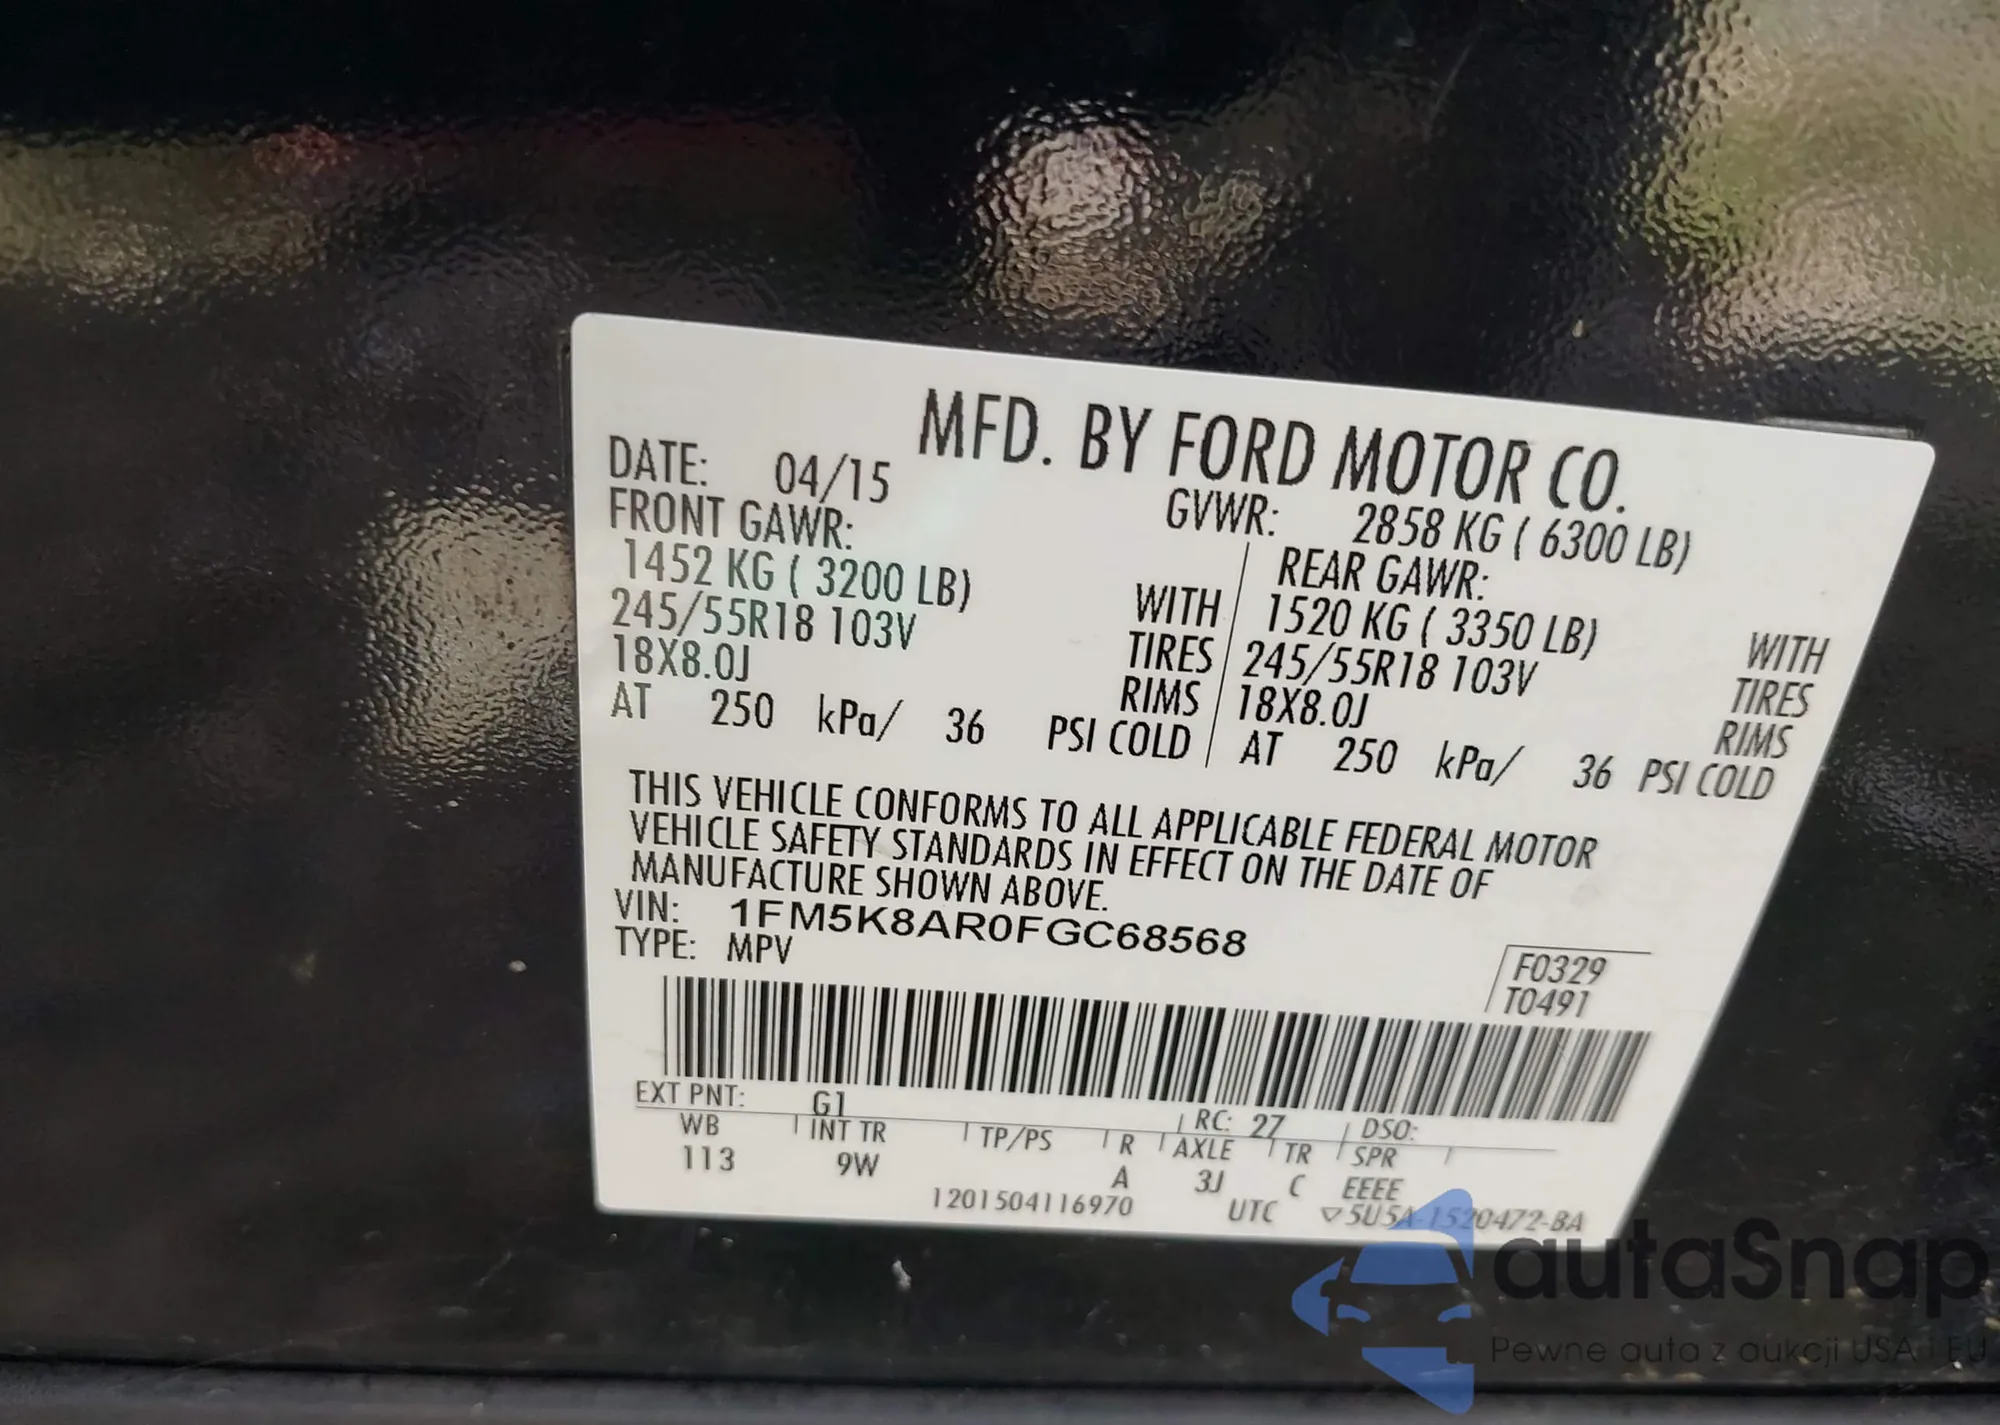 MFD. BY FORD MOTOR CO.
DATE: 04/15 GVWR: 2858 KG ( 6300 LB)
FRONT GAWR: REAR GAWR:
1452 KG ( 3200 LB) WITH 1520 KG ( 3350 LB) WITH
245/55R18 103V TIRES 245/55R18 103V TIRES
18X8.0J RIMS 18X8.0J RIMS
AT 250 kPa/ 36 PSI COLD AT 250 kPa/ 36 PSI COLD
THIS VEHICLE CONFORMS TO ALL APPLICABLE FEDERAL MOTOR
VEHICLE SAFETY STANDARDS IN EFFECT ON THE DATE OF
MANUFACTURE SHOWN ABOVE.
VIN: 1FM5K8AR0FGC68568
TYPE: MPV
F0329
T0491
EXT PNT: G1 RC: 27 DSO:
WB INT TR TP/PS R AXLE TR SPR
113 9W A 3J C EEEE
1201504116970 UTC ▽5U5A-1520472-BA
autaSnap
Pewne auta z aukcji USA i EU